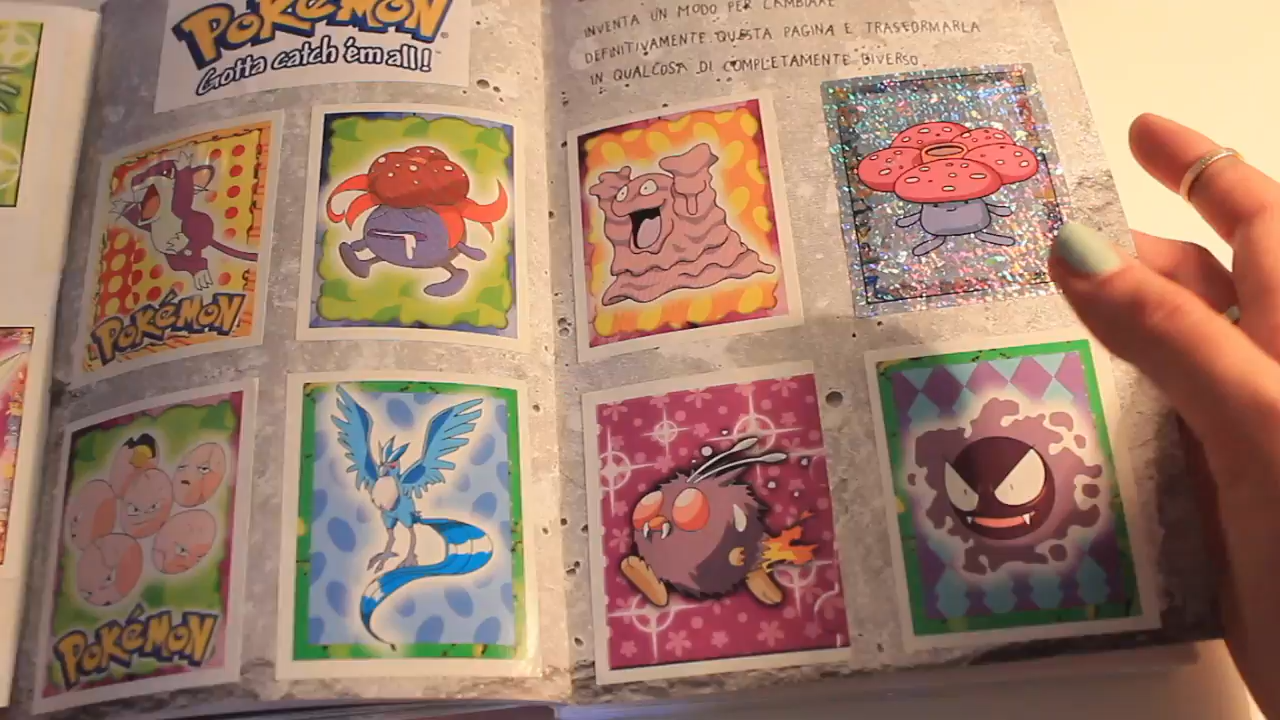 POKÉMON
Gotta catch 'em all!
INVENTA UN MODO PER CAMBIARE
DEFINITIVAMENTE QUESTA PAGINA E TRASFORMARLA
IN QUALCOSA DI COMPLETAMENTE DIVERSO.
POKÉMON
POKÉMON